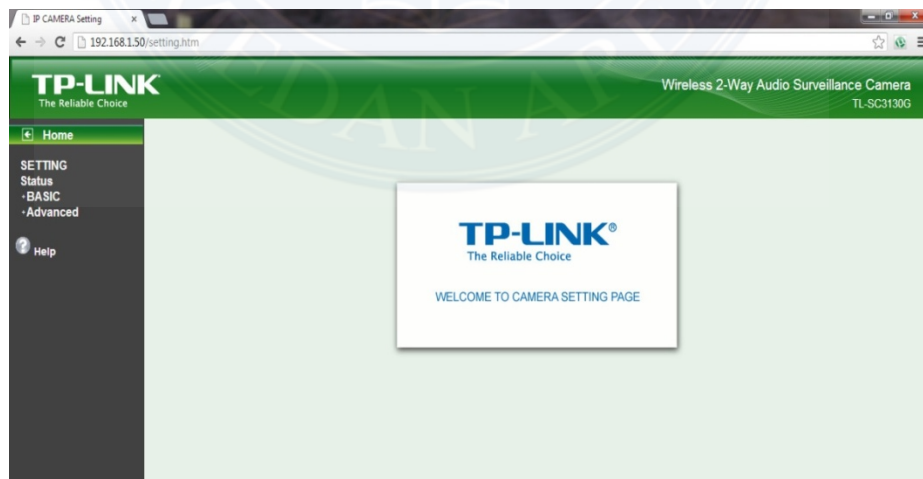 IP CAMERA Setting
192.168.1.50/setting.htm
TP-LINK
The Reliable Choice
Wireless 2-Way Audio Surveillance Camera
TL-SC3130G
Home
SETTING
Status
BASIC
Advanced
Help
TP-LINK®
The Reliable Choice
WELCOME TO CAMERA SETTING PAGE